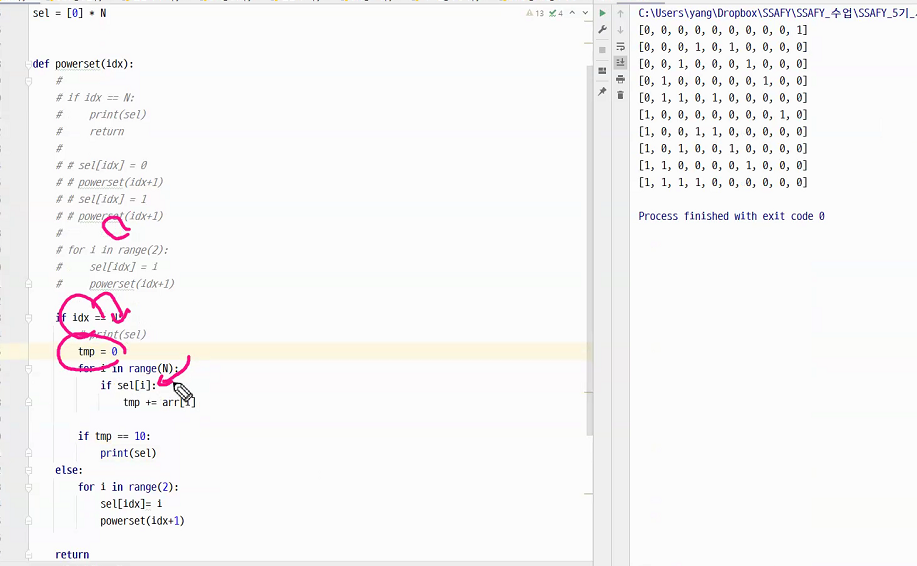 sel = [0] * N
13 4
def powerset(idx):
#
# if idx == N:
#     print(sel)
#     return
#
# # sel[idx] = 0
# # powerset(idx+1)
# # sel[idx] = 1
# # powerset(idx+1)
#
# for i in range(2):
#     sel[idx] = i
#     powerset(idx+1)
if idx == N:
# print(sel)
tmp = 0
for i in range(N):
if sel[i]:
tmp += arr[i]
if tmp == 10:
print(sel)
else:
for i in range(2):
sel[idx]= i
powerset(idx+1)
return
C:\Users\yang\Dropbox\SSAFY\SSAFY_수업\SSAFY_5기_
[0, 0, 0, 0, 0, 0, 0, 0, 0, 1]
[0, 0, 0, 1, 0, 1, 0, 0, 0, 0]
[0, 0, 1, 0, 0, 0, 1, 0, 0, 0]
[0, 1, 0, 0, 0, 0, 0, 1, 0, 0]
[0, 1, 1, 0, 1, 0, 0, 0, 0, 0]
[1, 0, 0, 0, 0, 0, 0, 0, 1, 0]
[1, 0, 0, 1, 1, 0, 0, 0, 0, 0]
[1, 0, 1, 0, 0, 1, 0, 0, 0, 0]
[1, 1, 0, 0, 0, 0, 1, 0, 0, 0]
[1, 1, 1, 1, 0, 0, 0, 0, 0, 0]
Process finished with exit code 0